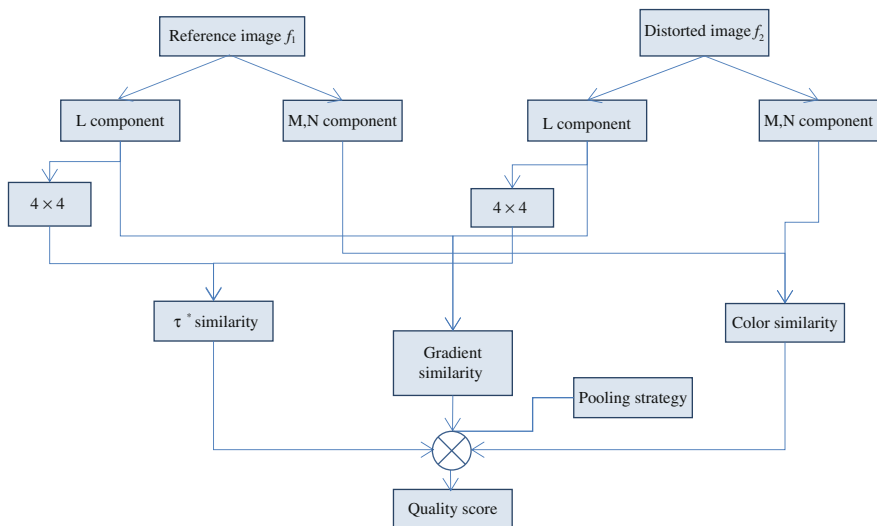 Reference image f₁
Distorted image f₂
L component
M,N component
L component
M,N component
4 × 4
4 × 4
τ * similarity
Color similarity
Gradient
similarity
Pooling strategy
Quality score